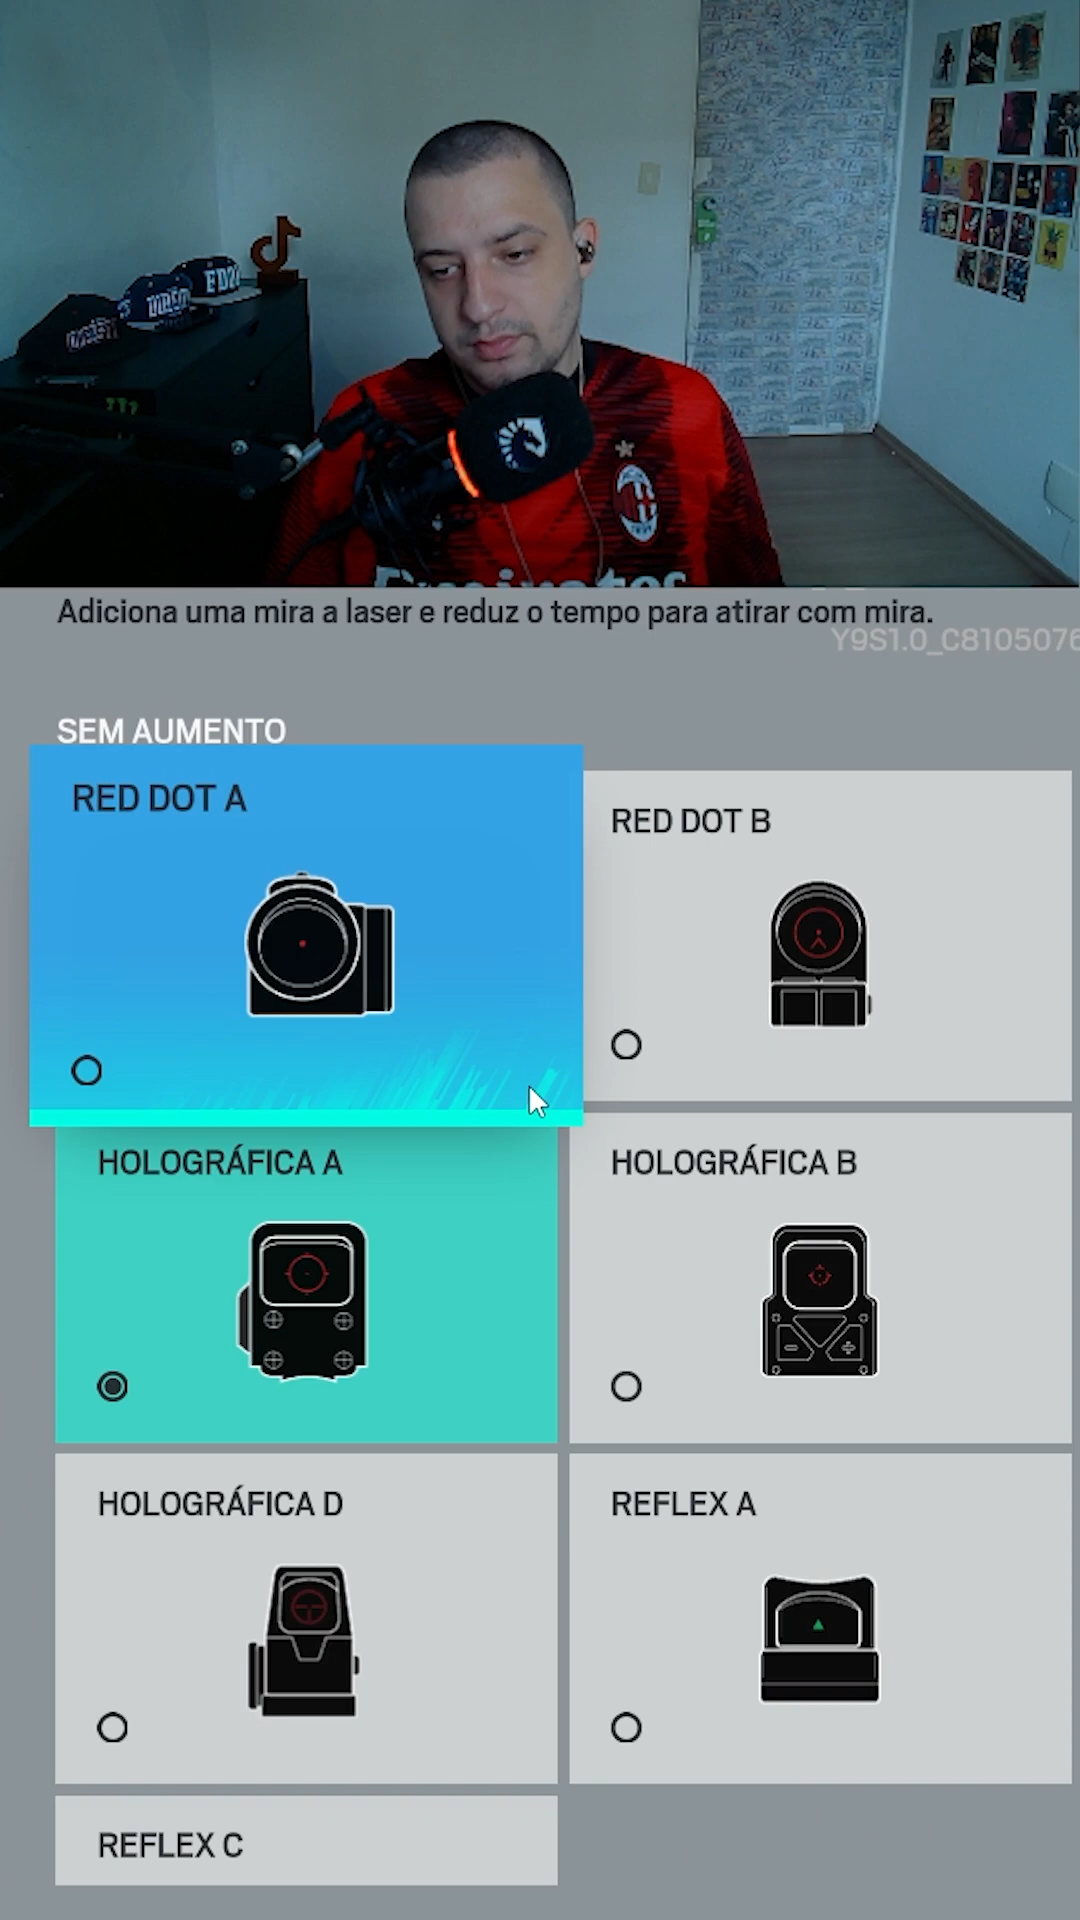 Adiciona uma mira a laser e reduz o tempo para atirar com mira.
Y9S1.0_C8105076
SEM AUMENTO
RED DOT A
RED DOT B
HOLOGRÁFICA A
HOLOGRÁFICA B
HOLOGRÁFICA D
REFLEX A
REFLEX C